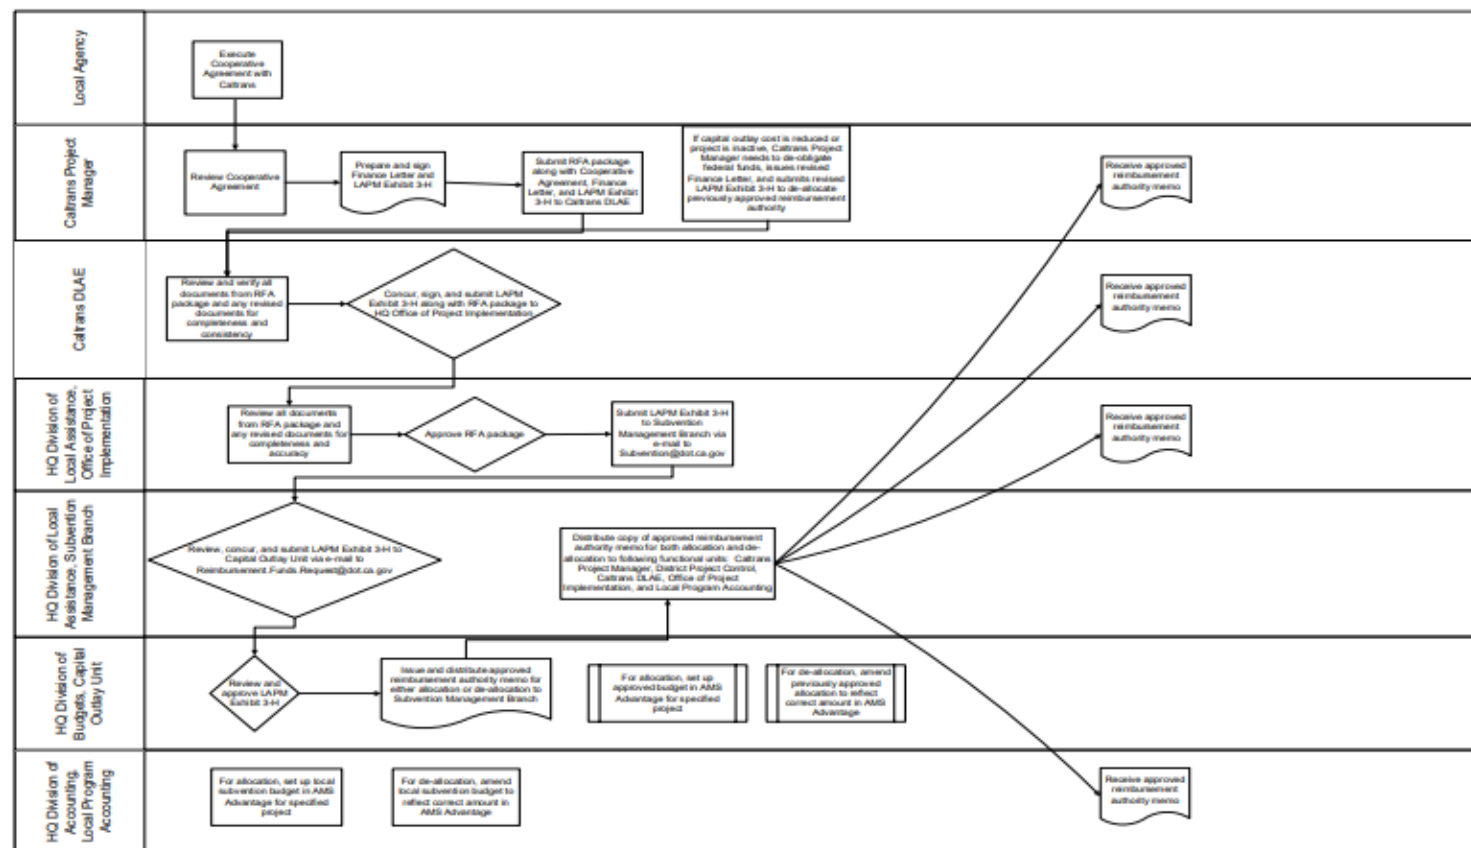 Local Agency
Execute
Cooperative
Agreement with
Caltrans
Caltrans Project
Manager
Review Cooperative
Agreement
Prepare and sign
Finance Letter and
LAPM Exhibit 3-H
Submit RFA package
along with Cooperative
Agreement, Finance
Letter, and LAPM Exhibit
3-H to Caltrans DLAE
If capital outlay cost is reduced or
project is inactive, Caltrans Project
Manager needs to de-obligate
federal funds, issues revised
Finance Letter, and submits revised
LAPM Exhibit 3-H to de-allocate
previously approved reimbursement
authority
Receive approved
reimbursement
authority memo
Caltrans DLAE
Review and verify all
documents from RFA
package and any revised
documents for
completeness and
consistency
Concur, sign, and submit LAPM
Exhibit 3-H along with RFA package to
HQ Office of Project Implementation
Receive approved
reimbursement
authority memo
HQ Division of
Local Assistance,
Office of Project
Implementation
Review all documents
from RFA package and
any revised documents for
completeness and
accuracy
Approve RFA package
Submit LAPM Exhibit 3-H
to Subvention
Management Branch via
e-mail to
Subvention@dot.ca.gov
Receive approved
reimbursement
authority memo
HQ Division of Local
Assistance, Subvention
Management Branch
Review, concur, and submit LAPM Exhibit 3-H to
Capital Outlay Unit via e-mail to
Reimbursement.Funds.Request@dot.ca.gov
Distribute copy of approved reimbursement
authority memo for both allocation and de-
allocation to following functional units: Caltrans
Project Manager, District Project Control,
Caltrans DLAE, Office of Project
Implementation, and Local Program Accounting
HQ Division of
Budgets, Capital
Outlay Unit
Review and
approve LAPM
Exhibit 3-H
Issue and distribute approved
reimbursement authority memo for
either allocation or de-allocation to
Subvention Management Branch
For allocation, set up
approved budget in AMS
Advantage for specified
project
For de-allocation, amend
previously approved
allocation to reflect
correct amount in AMS
Advantage
HQ Division of
Accounting,
Local Program
Accounting
For allocation, set up local
subvention budget in AMS
Advantage for specified
project
For de-allocation, amend
local subvention budget to
reflect correct amount in
AMS Advantage
Receive approved
reimbursement
authority memo